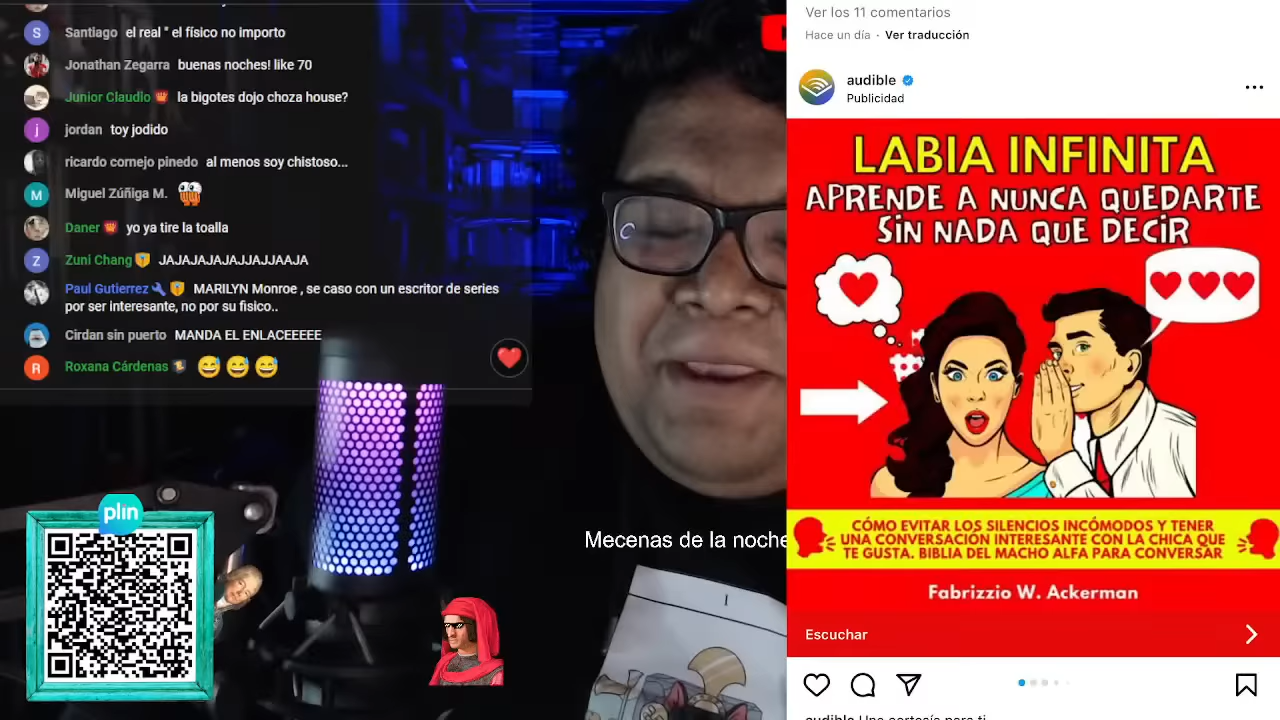 Santiago el real " el físico no importo
Jonathan Zegarra buenas noches! like 70
Junior Claudio la bigotes dojo choza house?
j jordan toy jodido
ricardo cornejo pinedo al menos soy chistoso...
M Miguel Zúñiga M.
Daner yo ya tire la toalla
Z Zuni Chang JAJAJAJAJAJJAJJAAJA
Paul Gutierrez MARILYN Monroe , se caso con un escritor de series
por ser interesante, no por su fisico..
Cirdan sin puerto MANDA EL ENLACEEEEE
R Roxana Cárdenas
plin
Mecenas de la noche
I
Ver los 11 comentarios
Hace un día · Ver traducción
audible
Publicidad
LABIA INFINITA
APRENDE A NUNCA QUEDARTE
SIN NADA QUE DECIR
CÓMO EVITAR LOS SILENCIOS INCÓMODOS Y TENER
UNA CONVERSACIÓN INTERESANTE CON LA CHICA QUE
TE GUSTA. BIBLIA DEL MACHO ALFA PARA CONVERSAR
Fabrizzio W. Ackerman
Escuchar
audible Una cortesía para ti